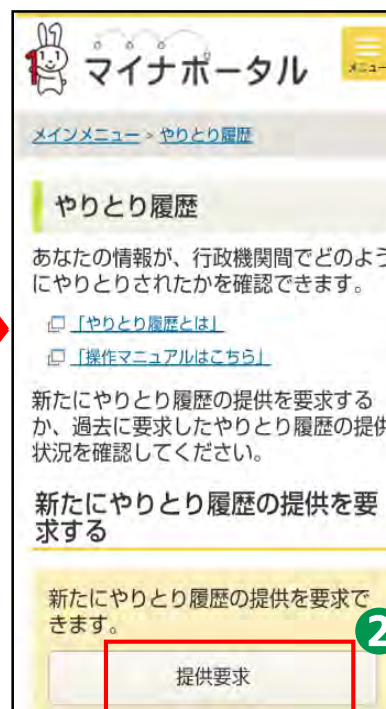 マイナポータル
メニュー
メインメニュー > やりとり履歴
やりとり履歴
あなたの情報が、行政機関間でどのよう
にやりとりされたかを確認できます。
「やりとり履歴とは」
「操作マニュアルはこちら」
新たにやりとり履歴の提供を要求する
か、過去に要求したやりとり履歴の提供
状況を確認してください。
新たにやりとり履歴の提供を要
求する
新たにやりとり履歴の提供を要求で
きます。
2
提供要求